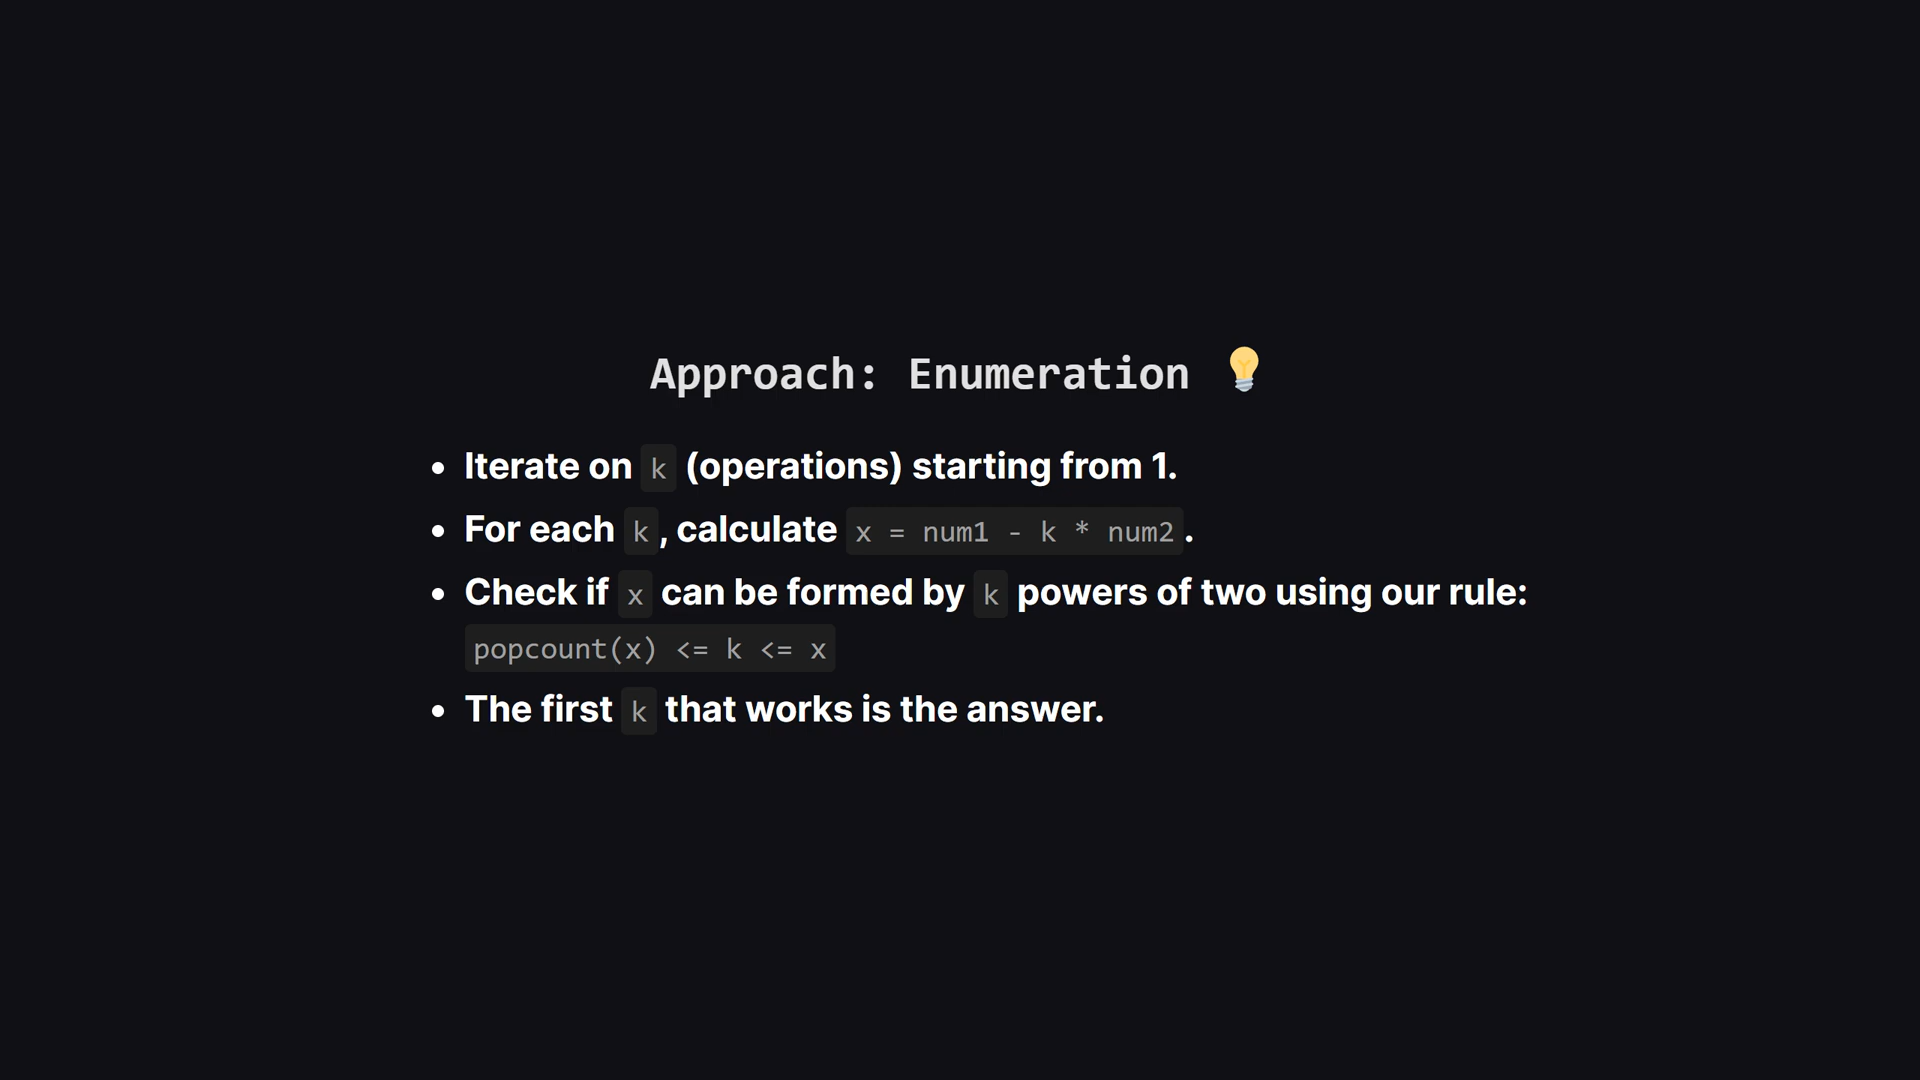 Approach: Enumeration 💡
• Iterate on k (operations) starting from 1.
• For each k, calculate x = num1 - k * num2.
• Check if x can be formed by k powers of two using our rule:
popcount(x) <= k <= x
• The first k that works is the answer.